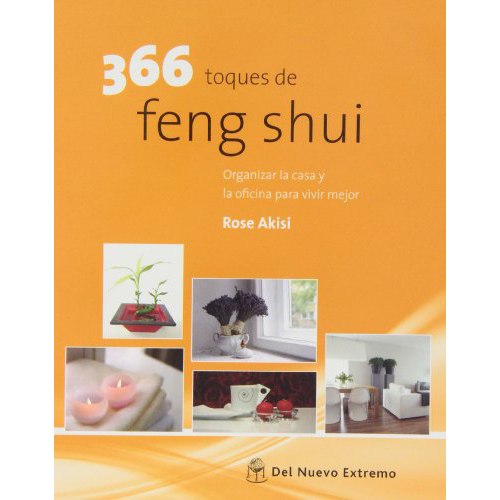 366 toques de
feng shui
Organizar la casa y
la oficina para vivir mejor
Rose Akisi
Del Nuevo Extremo